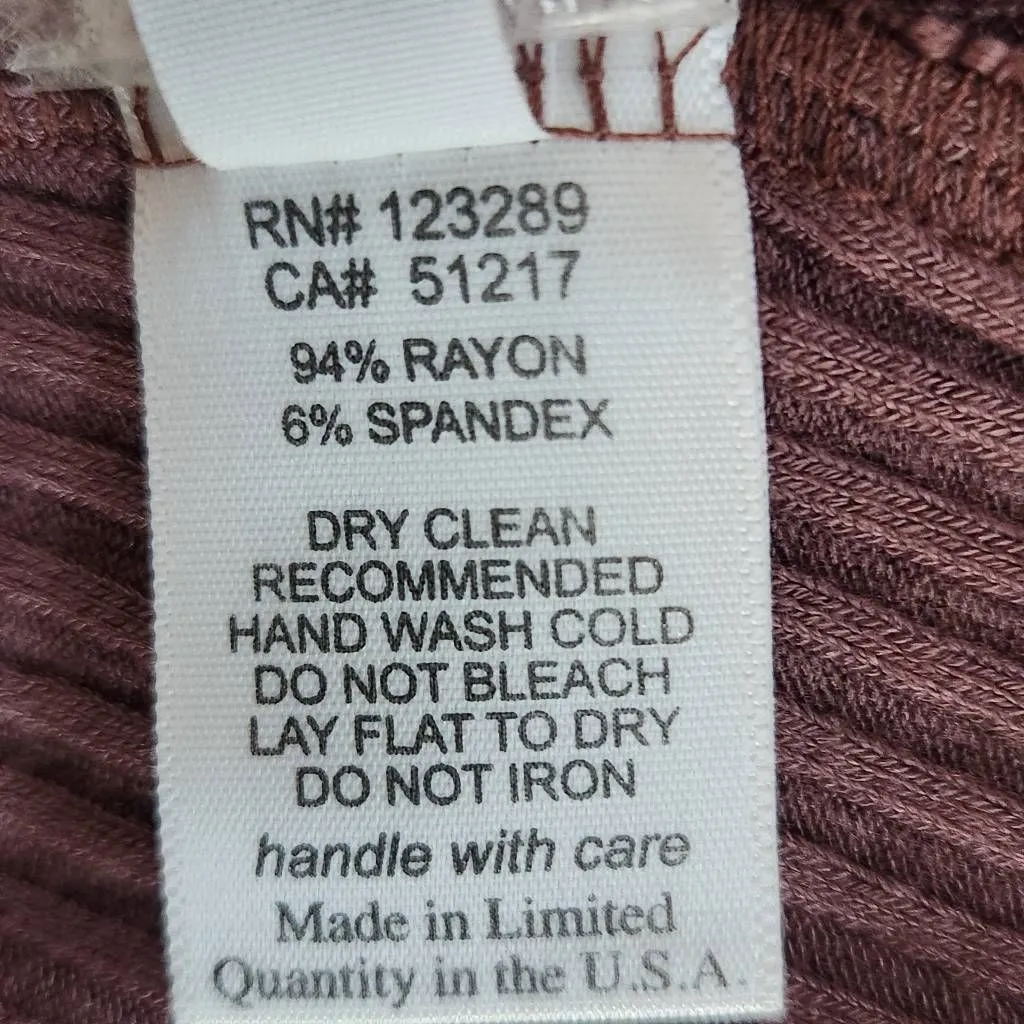 RN# 123289
CA# 51217
94% RAYON
6% SPANDEX
DRY CLEAN
RECOMMENDED
HAND WASH COLD
DO NOT BLEACH
LAY FLAT TO DRY
DO NOT IRON
handle with care
Made in Limited
Quantity in the U.S.A.